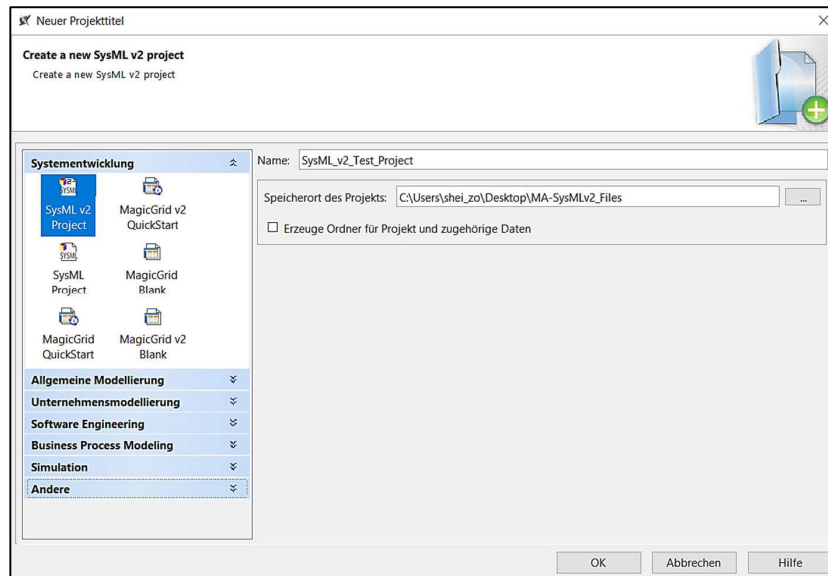 Neuer Projekttitel
Create a new SysML v2 project
Create a new SysML v2 project
Systementwicklung
SysML v2
Project
MagicGrid v2
QuickStart
SysML
Project
MagicGrid
Blank
MagicGrid
QuickStart
MagicGrid v2
Blank
Allgemeine Modellierung
Unternehmensmodellierung
Software Engineering
Business Process Modeling
Simulation
Andere
Name: SysML_v2_Test_Project
Speicherort des Projekts: C:\Users\shei_zo\Desktop\MA-SysMLv2_Files ...
Erzeuge Ordner für Projekt und zugehörige Daten
OK Abbrechen Hilfe